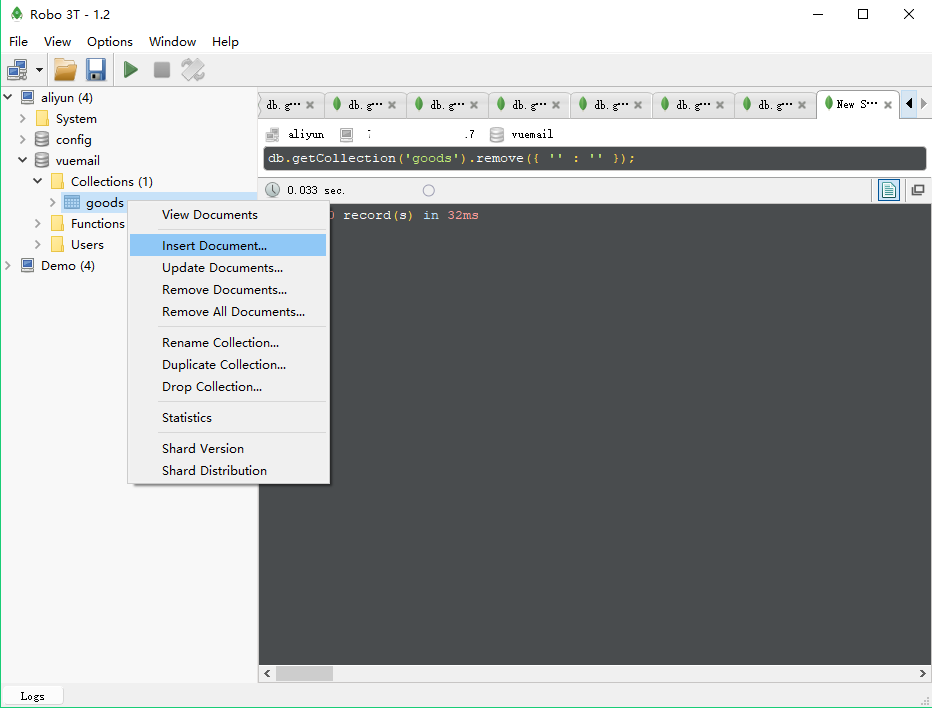 Robo 3T - 1.2
File View Options Window Help
db.g··· db.g··· db.g··· db.g··· db.g··· db.g··· db.g··· New S···
aliyun .7 vuemail
db.getCollection('goods').remove({ '' : '' });
0.033 sec.
record(s) in 32ms
aliyun (4)
System
config
vuemail
Collections (1)
goods
Functions
Users
Demo (4)
View Documents
Insert Document...
Update Documents...
Remove Documents...
Remove All Documents...
Rename Collection...
Duplicate Collection...
Drop Collection...
Statistics
Shard Version
Shard Distribution
Logs